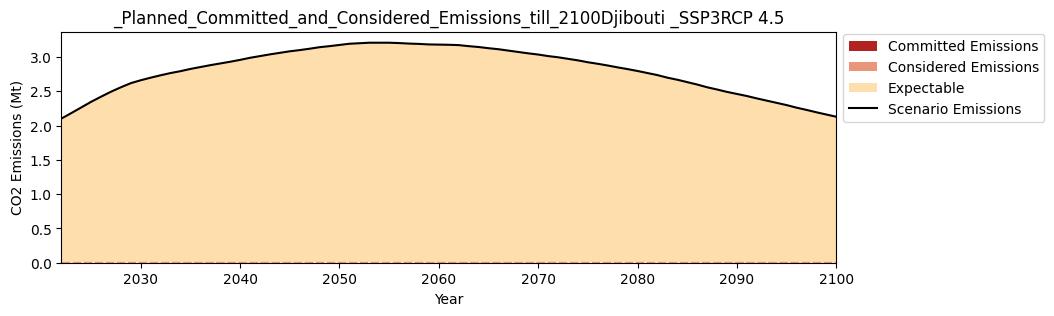 _Planned_Committed_and_Considered_Emissions_till_2100Djibouti _SSP3RCP 4.5
CO2 Emissions (Mt)
3.0
2.5
2.0
1.5
1.0
0.5
0.0
2030 2040 2050 2060 2070 2080 2090 2100
Year
Committed Emissions
Considered Emissions
Expectable
Scenario Emissions